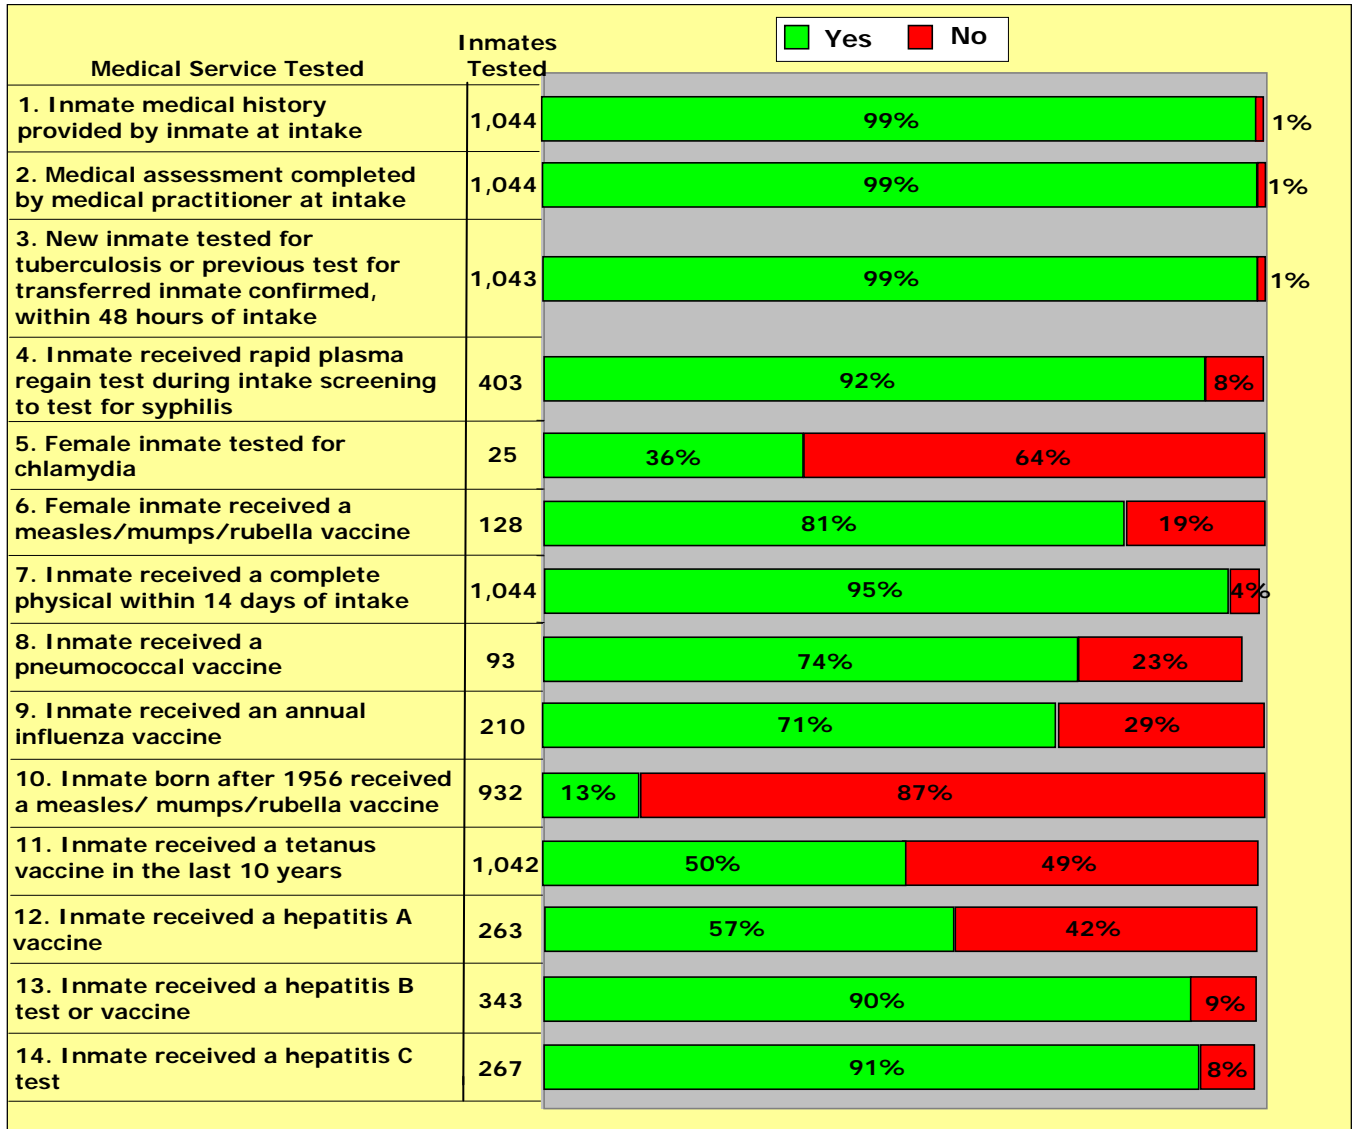 Yes No
Inmates
Medical Service Tested Tested
1. Inmate medical history
provided by inmate at intake
1,044 99% 1%
2. Medical assessment completed
by medical practitioner at intake
1,044 99% 1%
3. New inmate tested for
tuberculosis or previous test for
transferred inmate confirmed,
within 48 hours of intake
1,043 99% 1%
4. Inmate received rapid plasma
regain test during intake screening
to test for syphilis
403 92% 8%
5. Female inmate tested for
chlamydia
25 36% 64%
6. Female inmate received a
measles/mumps/rubella vaccine
128 81% 19%
7. Inmate received a complete
physical within 14 days of intake
1,044 95% 4%
8. Inmate received a
pneumococcal vaccine
93 74% 23%
9. Inmate received an annual
influenza vaccine
210 71% 29%
10. Inmate born after 1956 received
a measles/ mumps/rubella vaccine
932 13% 87%
11. Inmate received a tetanus
vaccine in the last 10 years
1,042 50% 49%
12. Inmate received a hepatitis A
vaccine
263 57% 42%
13. Inmate received a hepatitis B
test or vaccine
343 90% 9%
14. Inmate received a hepatitis C
test
267 91% 8%